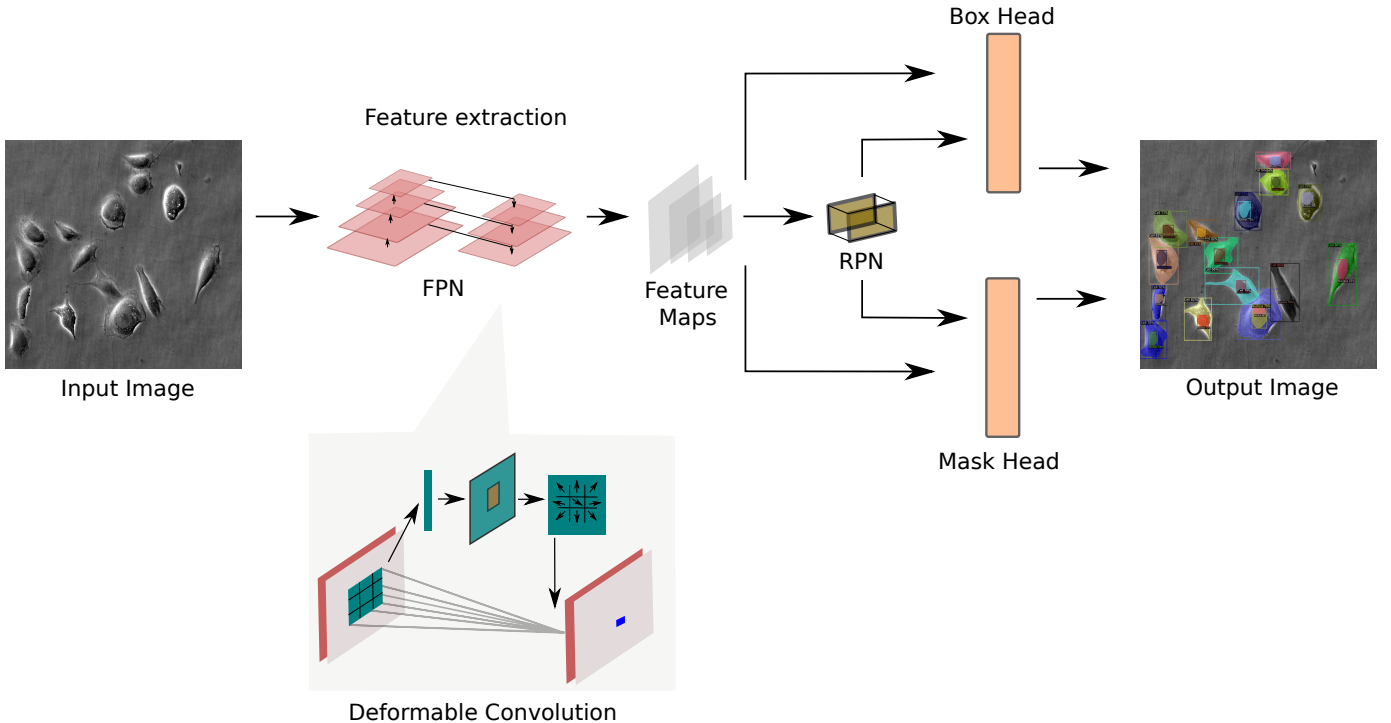 Box Head
Feature extraction
FPN
Feature
Maps
RPN
Input Image
Output Image
Mask Head
Deformable Convolution